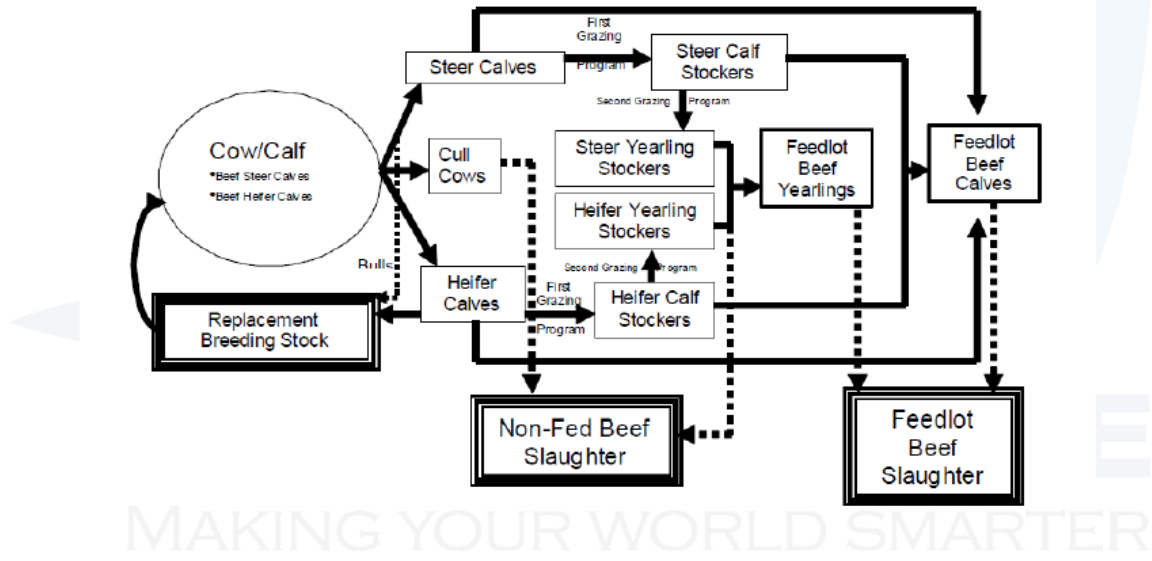 First
Grazing
Program
Steer Calves
Steer Calf
Stockers
Second Grazing Program
Cow/Calf
•Beef Steer Calves
•Beef Heifer Calves
Cull
Cows
Steer Yearling
Stockers
Feedlot
Beef
Yearlings
Feedlot
Beef
Calves
Heifer Yearling
Stockers
Bulls
Second Grazing Program
Heifer
Calves
First
Grazing
Program
Heifer Calf
Stockers
Replacement
Breeding Stock
Non-Fed Beef
Slaughter
Feedlot
Beef
Slaughter
E
MAKING YOUR WORLD SMARTER